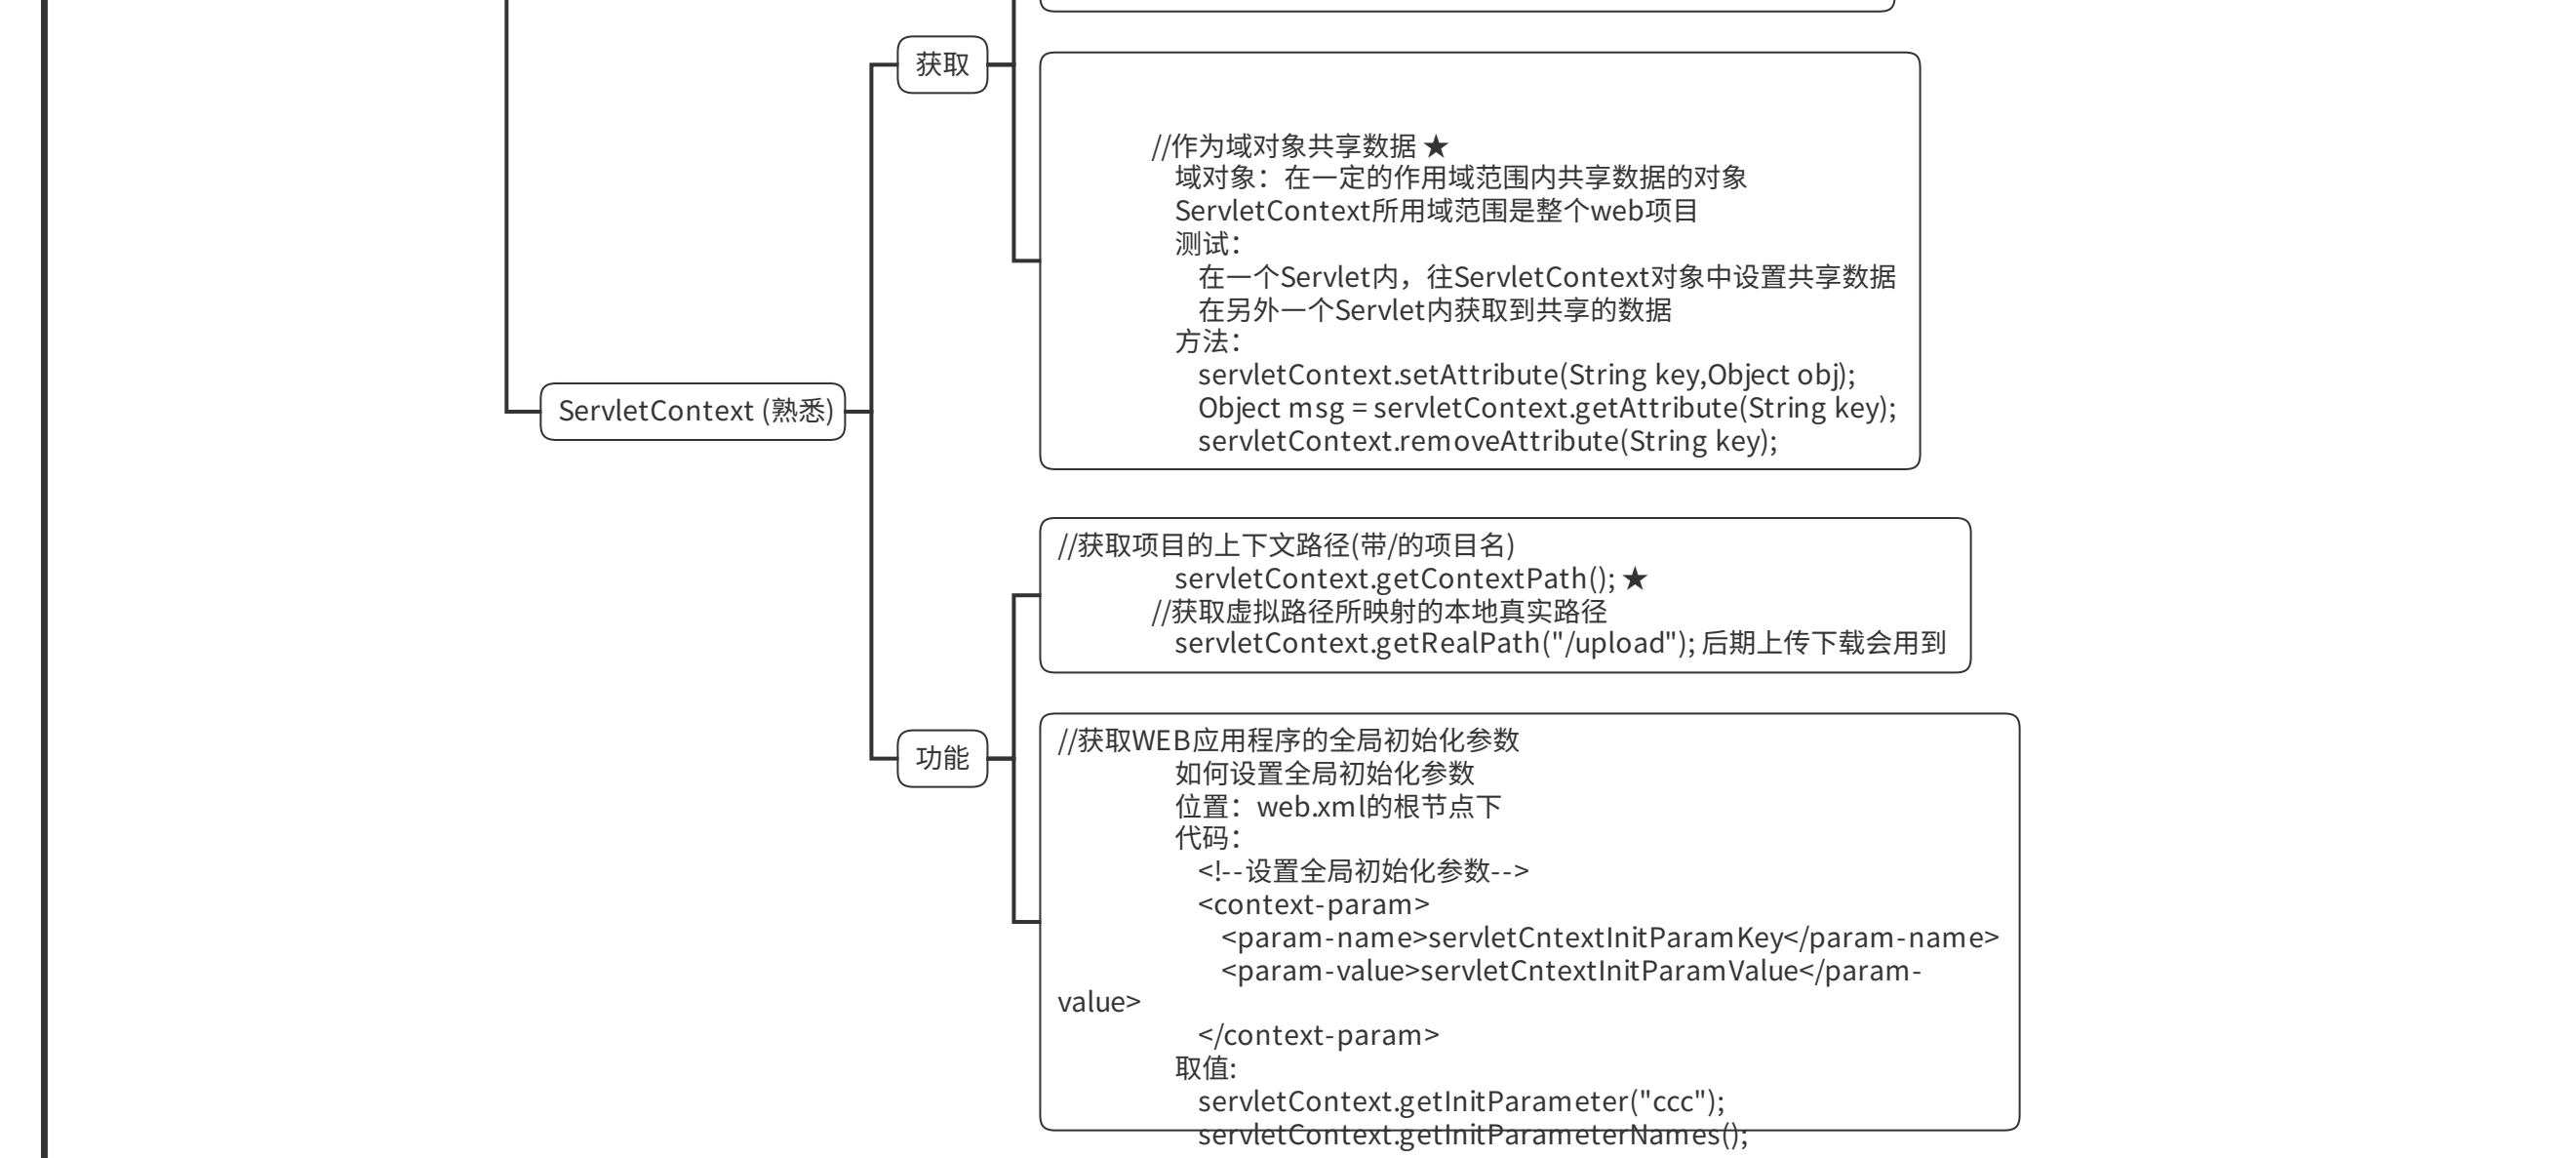 获取
//作为域对象共享数据 ★
域对象：在一定的作用域范围内共享数据的对象
ServletContext所用域范围是整个web项目
测试：
在一个Servlet内，往ServletContext对象中设置共享数据
在另外一个Servlet内获取到共享的数据
方法：
servletContext.setAttribute(String key,Object obj);
Object msg = servletContext.getAttribute(String key);
servletContext.removeAttribute(String key);
ServletContext (熟悉)
//获取项目的上下文路径(带/的项目名)
servletContext.getContextPath(); ★
//获取虚拟路径所映射的本地真实路径
servletContext.getRealPath("/upload"); 后期上传下载会用到
功能
//获取WEB应用程序的全局初始化参数
如何设置全局初始化参数
位置：web.xml的根节点下
代码：
<!--设置全局初始化参数-->
<context-param>
<param-name>servletCntextInitParamKey</param-name>
<param-value>servletCntextInitParamValue</param-
value>
</context-param>
取值:
servletContext.getInitParameter("ccc");
servletContext.getInitParameterNames();